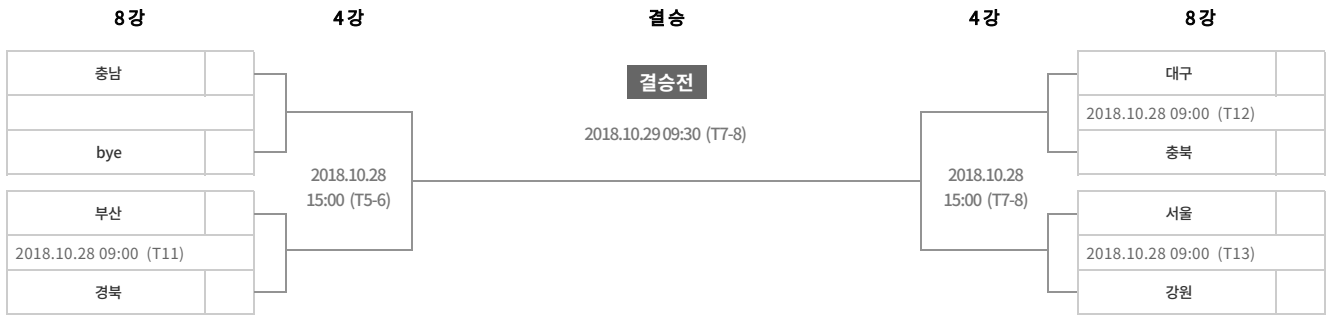 8강
4강
결승
4강
8강
충남
bye
부산
2018.10.28 09:00 (T11)
경북
2018.10.28
15:00 (T5-6)
결승전
2018.10.29 09:30 (T7-8)
2018.10.28
15:00 (T7-8)
대구
2018.10.28 09:00 (T12)
충북
서울
2018.10.28 09:00 (T13)
강원